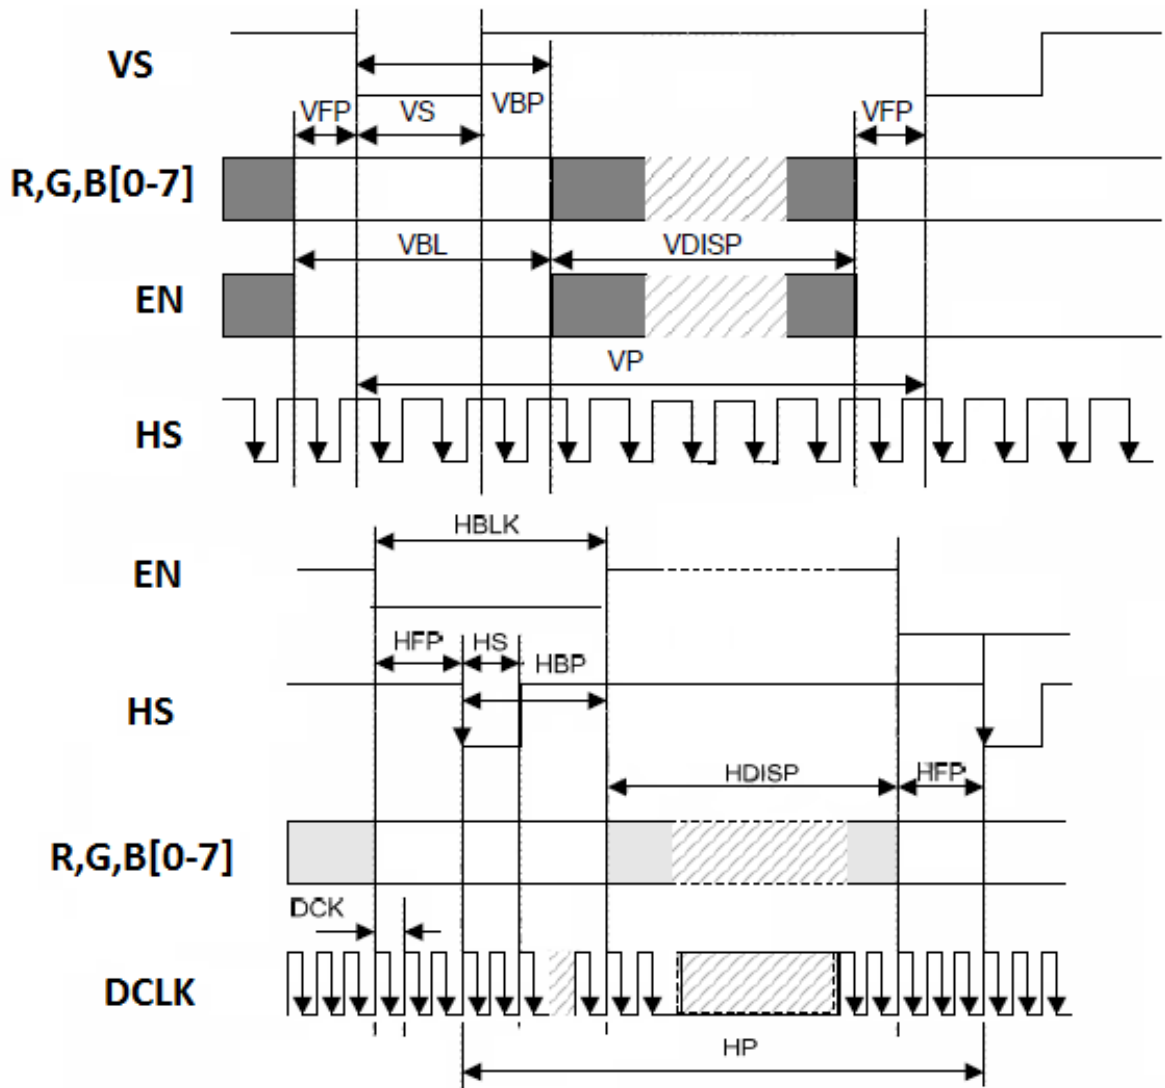 VS
VBP
VFP
VS
VFP
R,G,B[0-7]
VBL
VDISP
EN
VP
HS
HBLK
EN
HFP
HS
HBP
HS
HDISP
HFP
R,G,B[0-7]
DCK
DCLK
HP